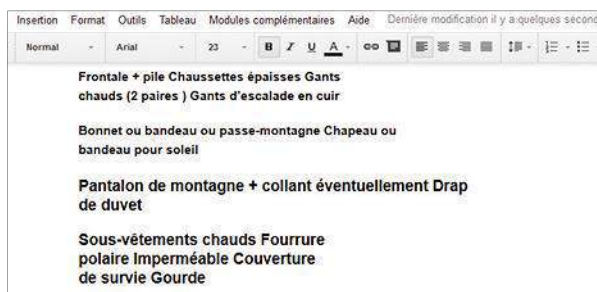 Insertion Format Outils Tableau Modules complémentaires Aide Dernière modification il y a quelques
Normal Arial 23 B I U A
Frontale + pile Chaussettes épaisses Gants
chauds (2 paires ) Gants d'escalade en cuir
Bonnet ou bandeau ou passe-montagne Chapeau ou
bandeau pour soleil
Pantalon de montagne + collant éventuellement Drap
de duvet
Sous-vêtements chauds Fourrure
polaire Imperméable Couverture
de survie Gourde